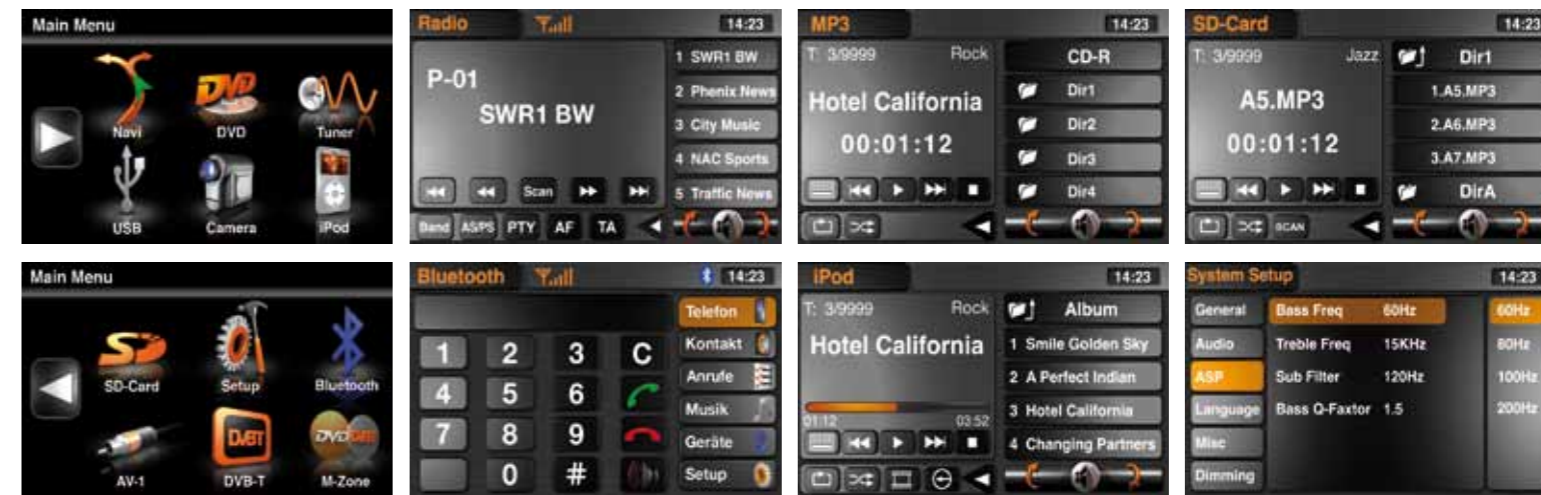 Main Menu
Navi
DVD
Tuner
USB
Camera
iPod
Radio
14:23
P-01
SWR1 BW
1 SWR1 BW
2 Phenix News
3 City Music
4 NAC Sports
5 Traffic News
Scan
Band AS/PS PTY AF TA
MP3
14:23
T: 3/9999 Rock
Hotel California
00:01:12
CD-R
Dir1
Dir2
Dir3
Dir4
SD-Card
14:23
T: 3/9999 Jazz
A5.MP3
00:01:12
Dir1
1.A5.MP3
2.A6.MP3
3.A7.MP3
DirA
SCAN
Main Menu
SD-Card
Setup
Bluetooth
AV-1
DVB-T
M-Zone
Bluetooth
14:23
1 2 3 C
4 5 6
7 8 9
0 #
Telefon
Kontakt
Anrufe
Musik
Geräte
Setup
iPod
14:23
T: 3/9999 Rock
Hotel California
01:12 03:52
Album
1 Smile Golden Sky
2 A Perfect Indian
3 Hotel California
4 Changing Partners
System Setup
14:23
General
Audio
ASP
Language
Misc
Dimming
Bass Freq 60Hz
Treble Freq 15KHz
Sub Filter 120Hz
Bass Q-Faxtor 1.5
60Hz
80Hz
100Hz
200Hz